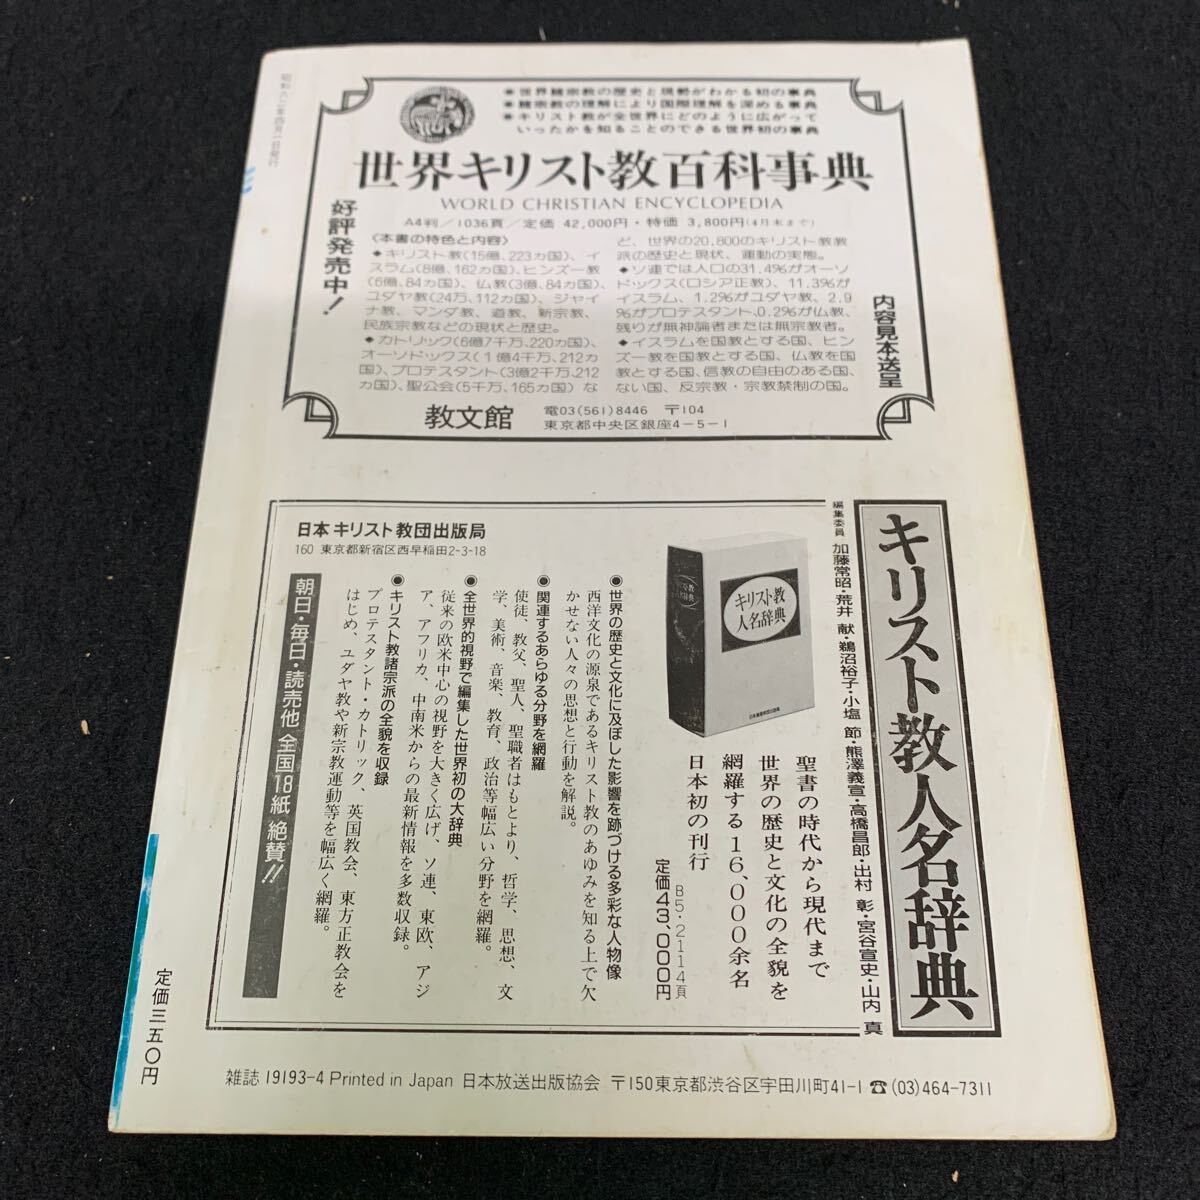 昭和六二年四月一日発行
●世界諸宗教の歴史と現勢がわかる初の事典
●諸宗教の理解により国際理解を深める事典
●キリスト教が全世界にどのように広がって
いったかを知ることのできる世界初の事典
世界キリスト教百科事典
WORLD CHRISTIAN ENCYCLOPEDIA
A4判/1036頁/定価 42,000円・特価 3,800円(4月末まで)
好評発売中!
〈本書の特色と内容〉
◆キリスト教(15億、223カ国)、イ
スラム(8億、162カ国)、ヒンズー教
(6億、84カ国)、仏教(3億、84カ国)、
ユダヤ教(24万、112カ国)、ジャイ
ナ教、マンダ教、道教、新宗教、
民族宗教などの現状と歴史。
◆カトリック(6億7千万、220カ国)、
オーソドックス(1億4千万、212カ
国)、プロテスタント(3億2千万、212
カ国)、聖公会(5千万、165カ国)な
ど、世界の20,800のキリスト教教
派の歴史と現状、運動の実態。
◆ソ連では人口の31.4%がオーソ
ドックス(ロシア正教)、11.3%が
イスラム、1.2%がユダヤ教、2.9
%がプロテスタント、0.2%が仏教、
残りが無神論者または無宗教者。
◆イスラムを国教とする国、ヒン
ズー教を国教とする国、仏教を国
教とする国、信教の自由のある国、
ない国、反宗教・宗教禁制の国。
内容見本送呈
教文館
電03(561)8446 〒104
東京都中央区銀座4-5-1
キリスト教人名辞典
編集委員 加藤常昭・荒井 献・鵜沼裕子・小塩 節・熊澤義宣・高橋昌郎・出村 彰・宮谷宣史・山内 真
キリスト教
人名辞典
聖書の時代から現代まで
世界の歴史と文化の全貌を
網羅する16,000余名
日本初の刊行
B5・2114頁
定価43,000円
●世界の歴史と文化に及ぼした影響を跡づける多彩な人物像
西洋文化の源泉であるキリスト教のあゆみを知る上で欠
かせない人々の思想と行動を解説。
●関連するあらゆる分野を網羅
使徒、教父、聖人、聖職者はもとより、哲学、思想、文
学、美術、音楽、教育、政治等幅広い分野を網羅。
●全世界的視野で編集した世界初の大辞典
従来の欧米中心の視野を大きく広げ、ソ連、東欧、アジ
ア、アフリカ、中南米からの最新情報を多数収録。
●キリスト教諸宗派の全貌を収録
プロテスタント・カトリック、英国教会、東方正教会を
はじめ、ユダヤ教や新宗教運動等を幅広く網羅。
朝日・毎日・読売他 全国18紙 絶賛!!
日本キリスト教団出版局
160 東京都新宿区西早稲田2-3-18
定価三五〇円
雑誌 19193-4 Printed in Japan 日本放送出版協会 〒150東京都渋谷区宇田川町41-1☎(03)464-7311